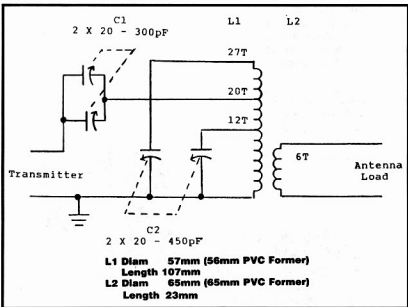 C1
2 X 20 - 300pF
L1
L2
27T
20T
12T
6T
Transmitter
Antenna
Load
C2
2 X 20 - 450pF
L1 Diam 57mm (56mm PVC Former)
Length 107mm
L2 Diam 65mm (65mm PVC Former)
Length 23mm